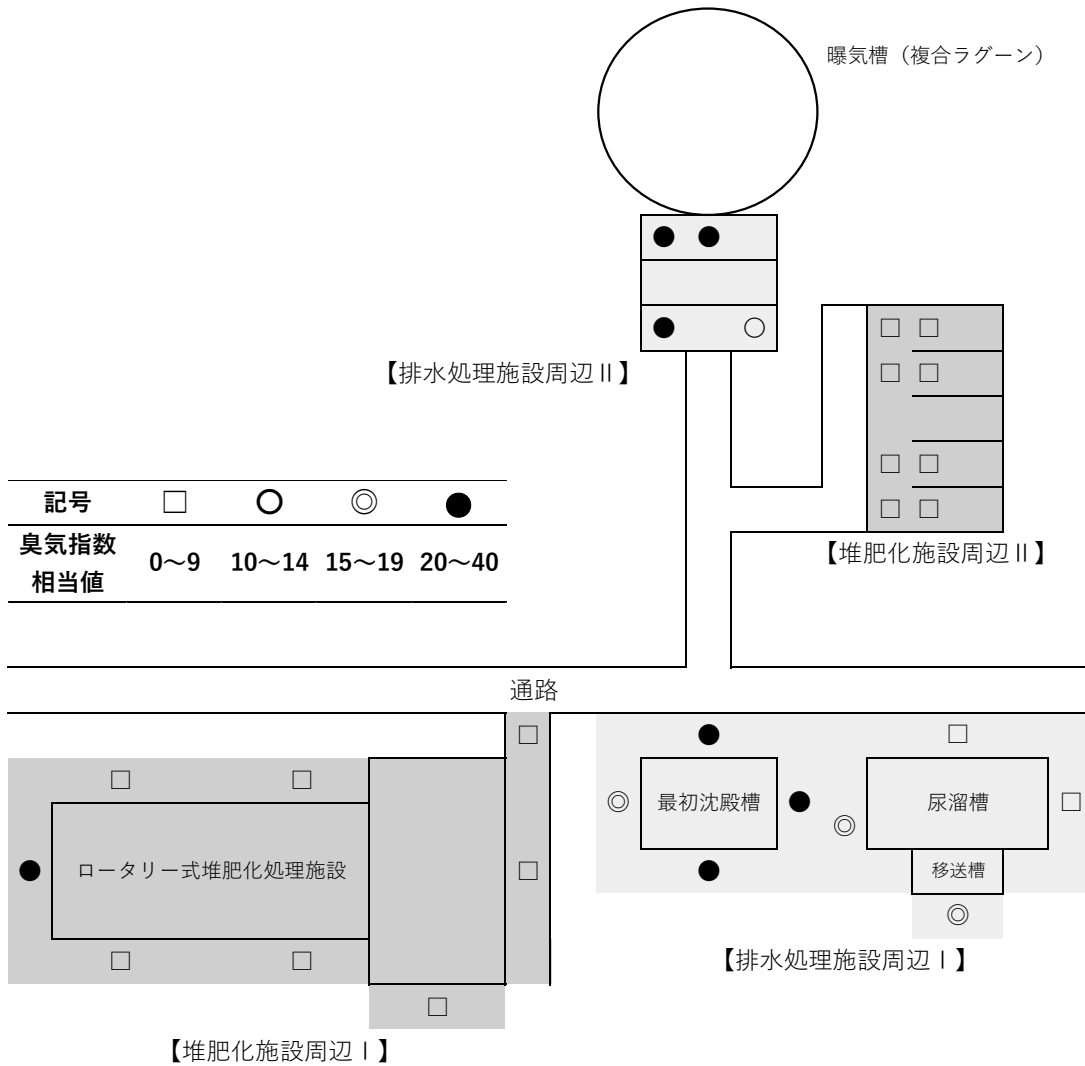 曝気槽（複合ラグーン）
● ●
● ○
【排水処理施設周辺Ⅱ】
□ □
□ □
□ □
□ □
【堆肥化施設周辺Ⅱ】
記号 □ ○ ◎ ●
臭気指数
相当値
0～9 10～14 15～19 20～40
通路
□
□ □
● ロータリー式堆肥化処理施設 □
□ □
□
【堆肥化施設周辺Ⅰ】
● □
◎ 最初沈殿槽 ● ◎ 尿溜槽 □
● 移送槽
◎
【排水処理施設周辺Ⅰ】